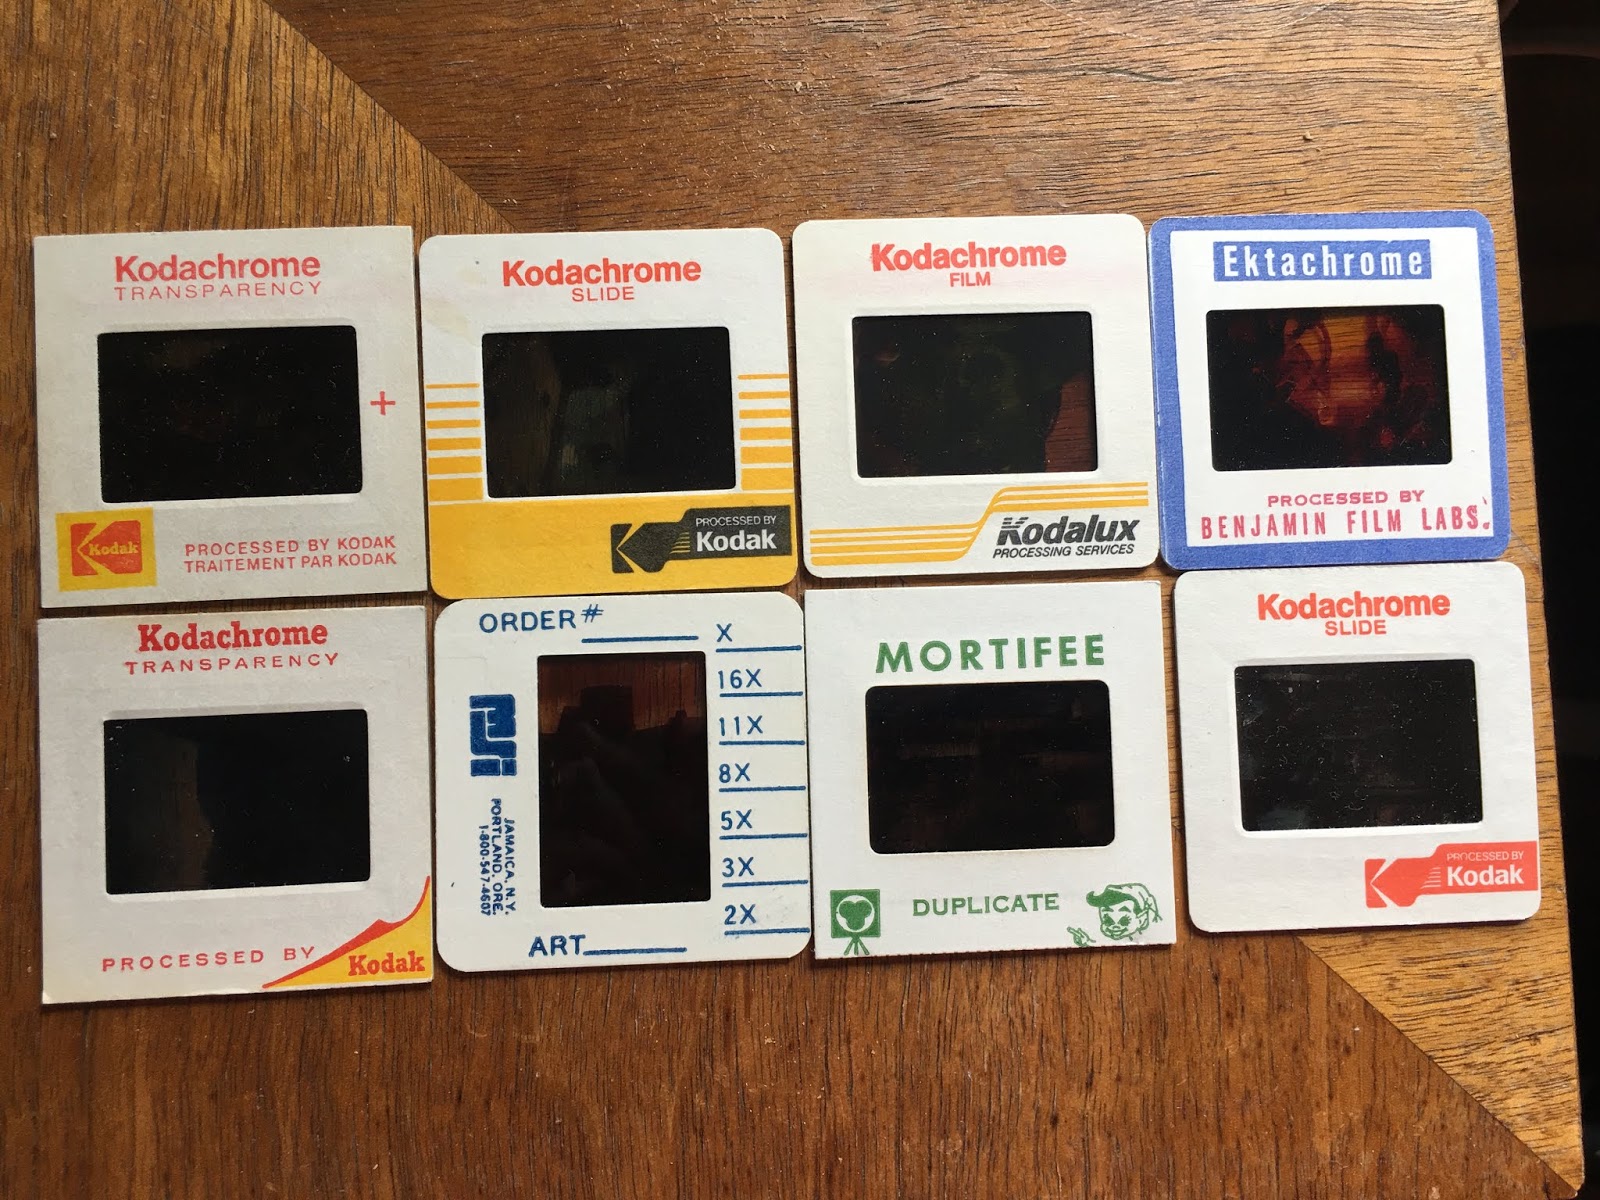 Kodachrome
TRANSPARENCY
+
Kodak
PROCESSED BY KODAK
TRAITEMENT PAR KODAK
Kodachrome
SLIDE
PROCESSED BY
Kodak
Kodachrome
FILM
Kodalux
PROCESSING SERVICES
Ektachrome
PROCESSED BY
BENJAMIN FILM LABS.
Kodachrome
TRANSPARENCY
PROCESSED BY
Kodak
ORDER #
X
16X
11X
8X
5X
3X
2X
msi
JAMAICA, N.Y.
PORTLAND, ORE.
1-800-547-4607
ART
MORTIFEE
DUPLICATE
Kodachrome
SLIDE
PROCESSED BY
Kodak